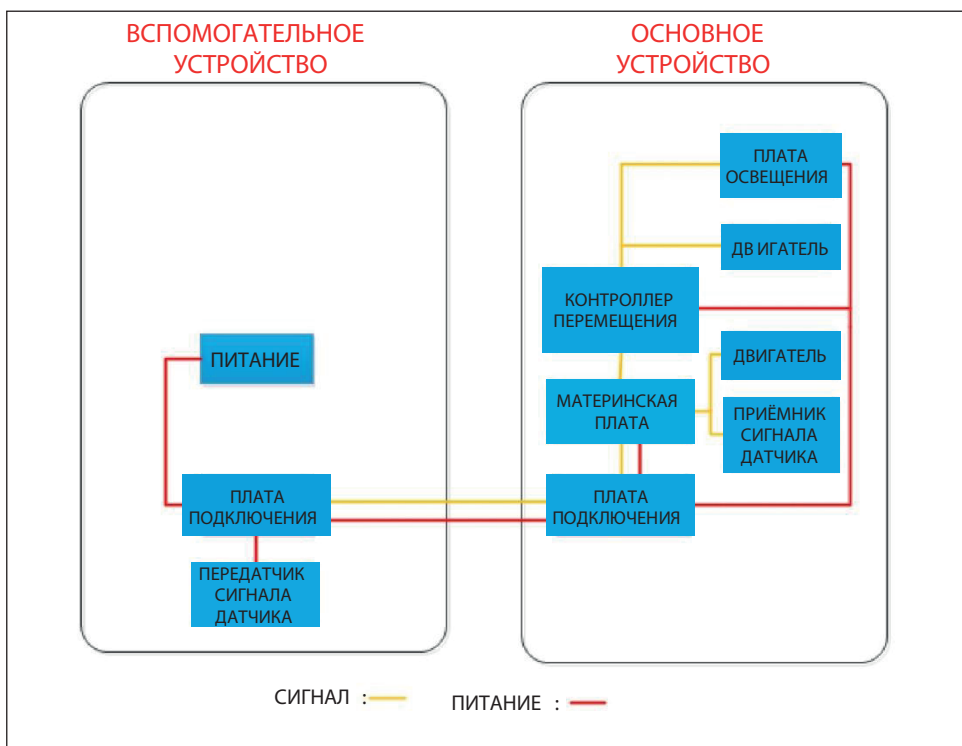 ВСПОМОГАТЕЛЬНОЕ
УСТРОЙСТВО
ОСНОВНОЕ
УСТРОЙСТВО
ПЛАТА
ОСВЕЩЕНИЯ
ДВ ИГАТЕЛЬ
КОНТРОЛЛЕР
ПЕРЕМЕЩЕНИЯ
ПИТАНИЕ
ДВИГАТЕЛЬ
МАТЕРИНСКАЯ
ПЛАТА
ПРИЁМНИК
СИГНАЛА
ДАТЧИКА
ПЛАТА
ПОДКЛЮЧЕНИЯ
ПЛАТА
ПОДКЛЮЧЕНИЯ
ПЕРЕДАТЧИК
СИГНАЛА
ДАТЧИКА
СИГНАЛ :
ПИТАНИЕ :